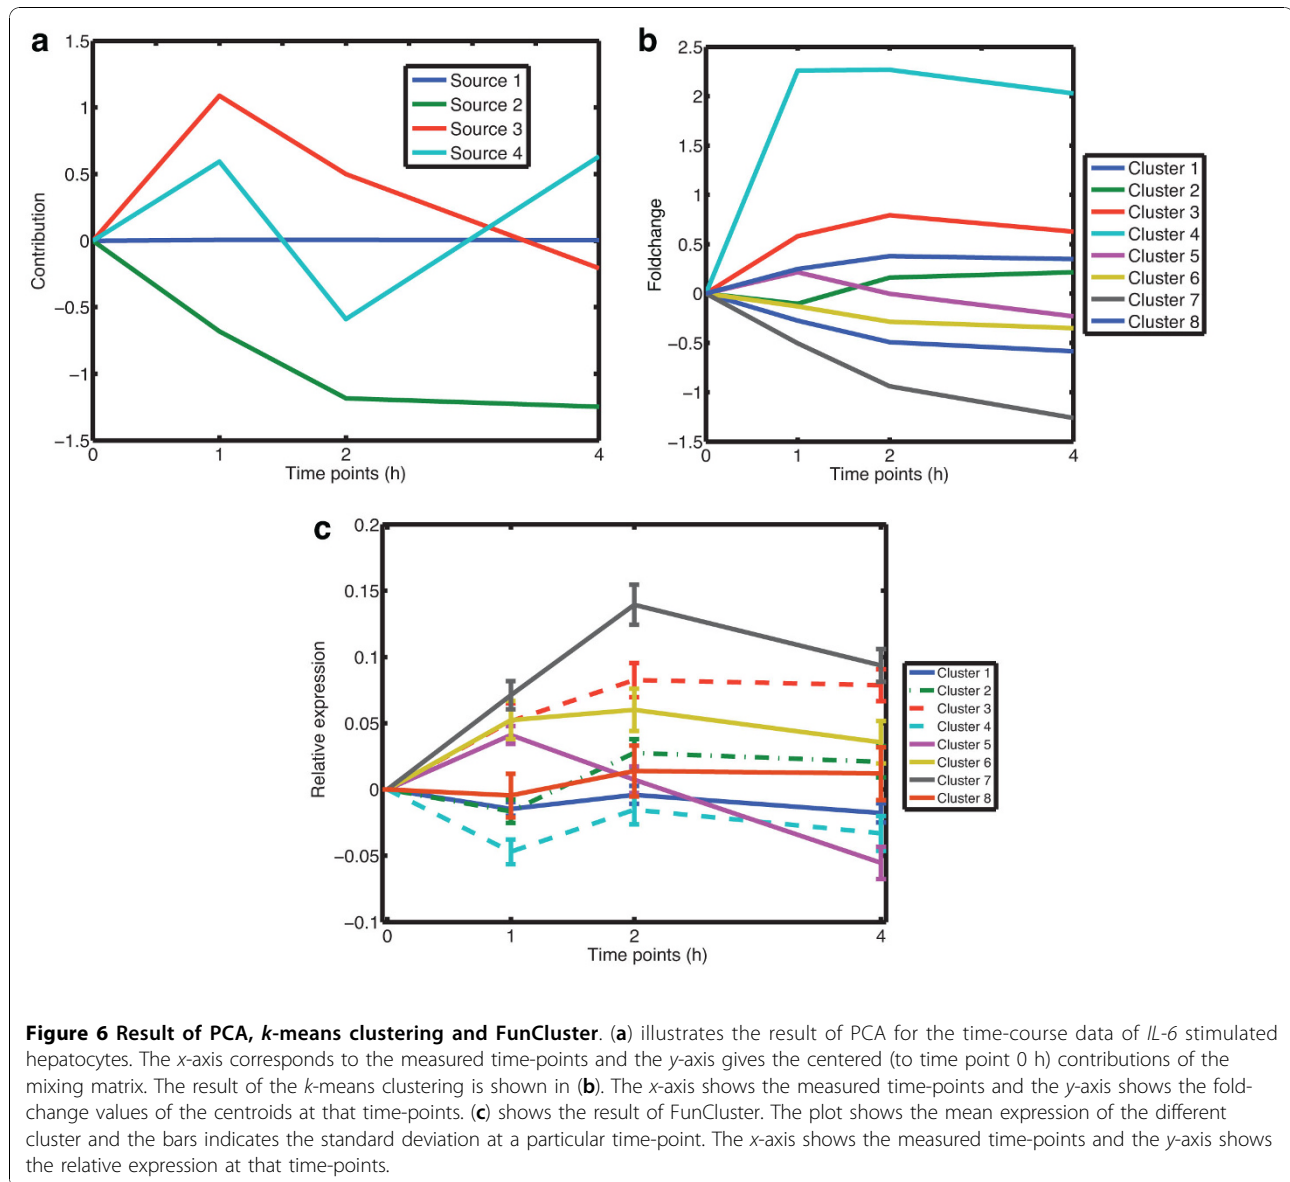 a
1.5
1
0.5
0
−0.5
−1
−1.5
0
1
2
4
Contribution
Time points (h)
Source 1
Source 2
Source 3
Source 4
b
2.5
2
1.5
1
0.5
0
−0.5
−1
−1.5
0
1
2
4
Foldchange
Time points (h)
Cluster 1
Cluster 2
Cluster 3
Cluster 4
Cluster 5
Cluster 6
Cluster 7
Cluster 8
c
0.2
0.15
0.1
0.05
0
−0.05
−0.1
0
1
2
4
Relative expression
Time points (h)
Cluster 1
Cluster 2
Cluster 3
Cluster 4
Cluster 5
Cluster 6
Cluster 7
Cluster 8
Figure 6 Result of PCA, k-means clustering and FunCluster. (a) illustrates the result of PCA for the time-course data of IL-6 stimulated
hepatocytes. The x-axis corresponds to the measured time-points and the y-axis gives the centered (to time point 0 h) contributions of the
mixing matrix. The result of the k-means clustering is shown in (b). The x-axis shows the measured time-points and the y-axis shows the fold-
change values of the centroids at that time-points. (c) shows the result of FunCluster. The plot shows the mean expression of the different
cluster and the bars indicates the standard deviation at a particular time-point. The x-axis shows the measured time-points and the y-axis shows
the relative expression at that time-points.